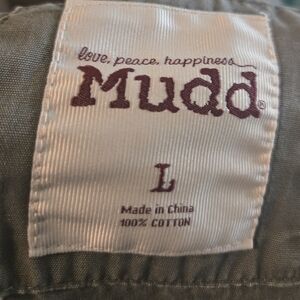 love, peace, happiness
Mudd®
L
Made in China
100% COTTON